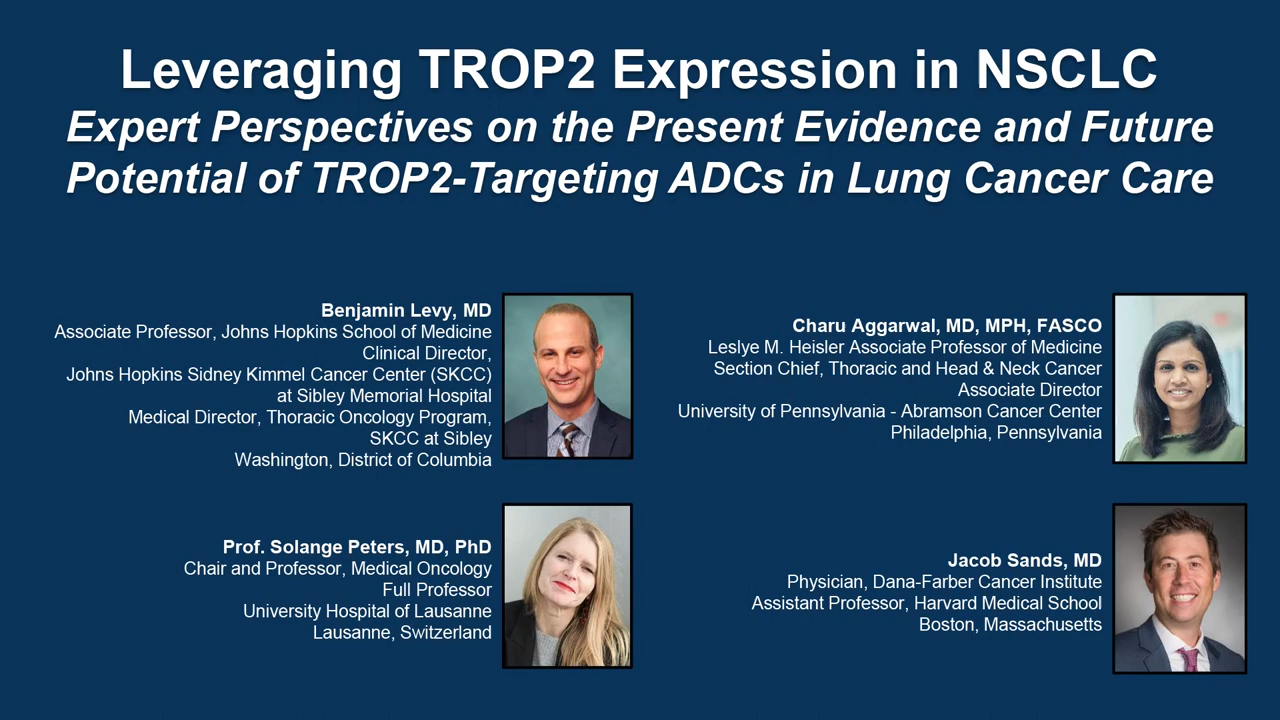 Leveraging TROP2 Expression in NSCLC
Expert Perspectives on the Present Evidence and Future
Potential of TROP2-Targeting ADCs in Lung Cancer Care
Benjamin Levy, MD
Associate Professor, Johns Hopkins School of Medicine
Clinical Director,
Johns Hopkins Sidney Kimmel Cancer Center (SKCC)
at Sibley Memorial Hospital
Medical Director, Thoracic Oncology Program,
SKCC at Sibley
Washington, District of Columbia
Charu Aggarwal, MD, MPH, FASCO
Leslye M. Heisler Associate Professor of Medicine
Section Chief, Thoracic and Head & Neck Cancer
Associate Director
University of Pennsylvania - Abramson Cancer Center
Philadelphia, Pennsylvania
Prof. Solange Peters, MD, PhD
Chair and Professor, Medical Oncology
Full Professor
University Hospital of Lausanne
Lausanne, Switzerland
Jacob Sands, MD
Physician, Dana-Farber Cancer Institute
Assistant Professor, Harvard Medical School
Boston, Massachusetts